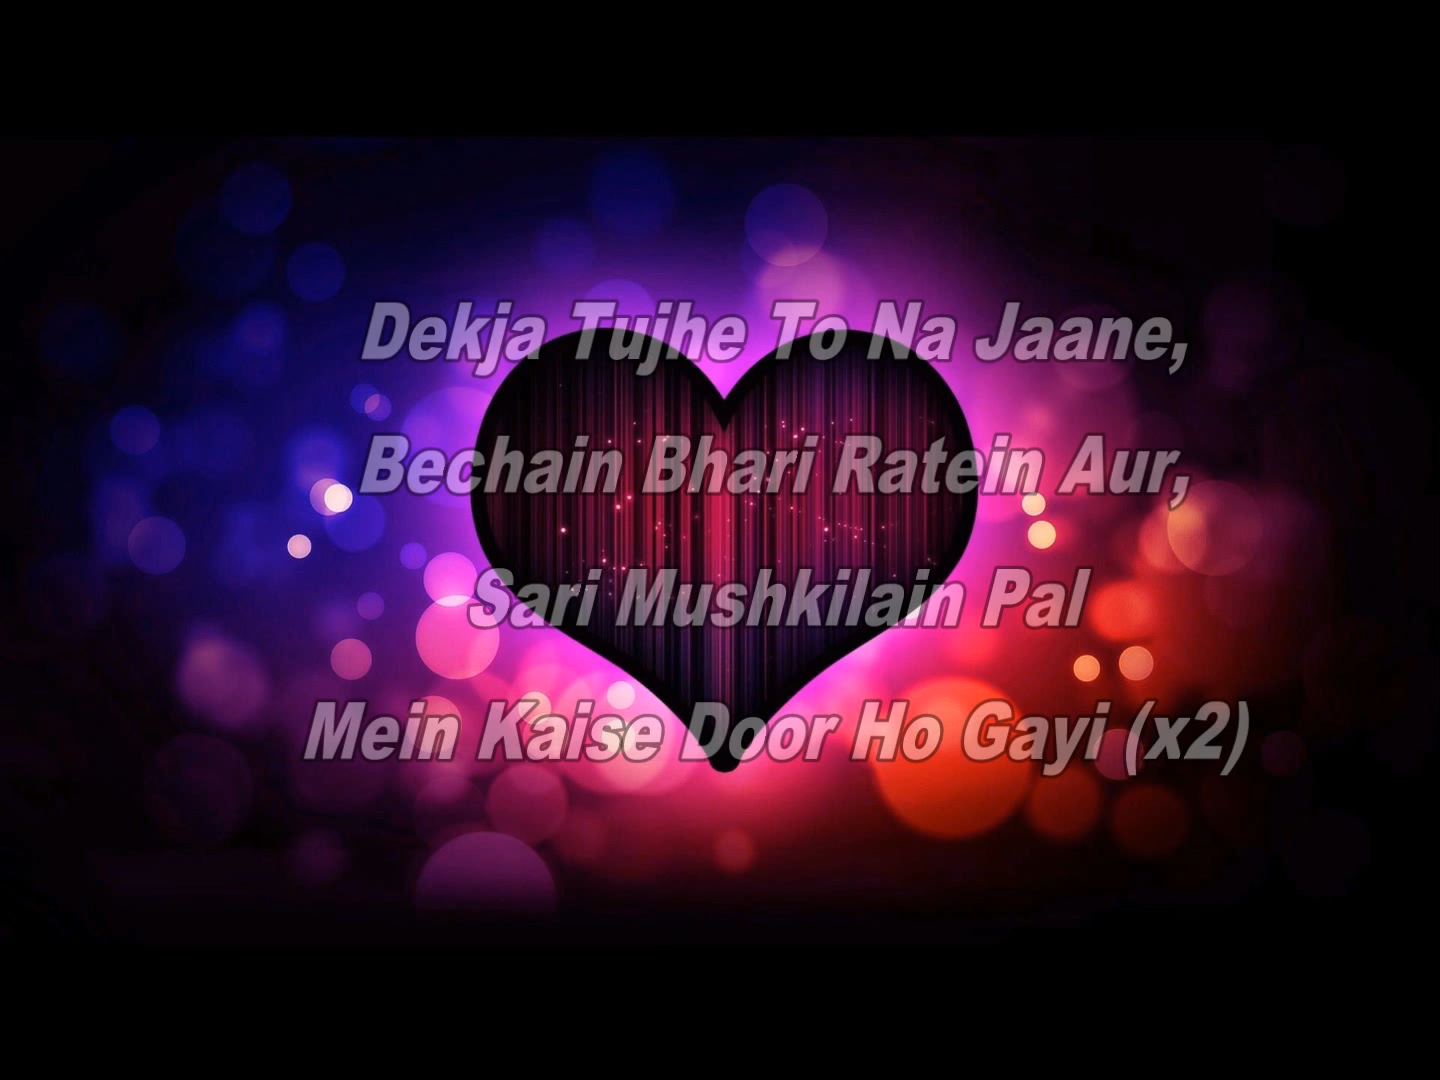 Dekja Tujhe To Na Jaane,
Bechain Bhari Ratein Aur,
Sari Mushkilain Pal
Mein Kaise Door Ho Gayi (x2)